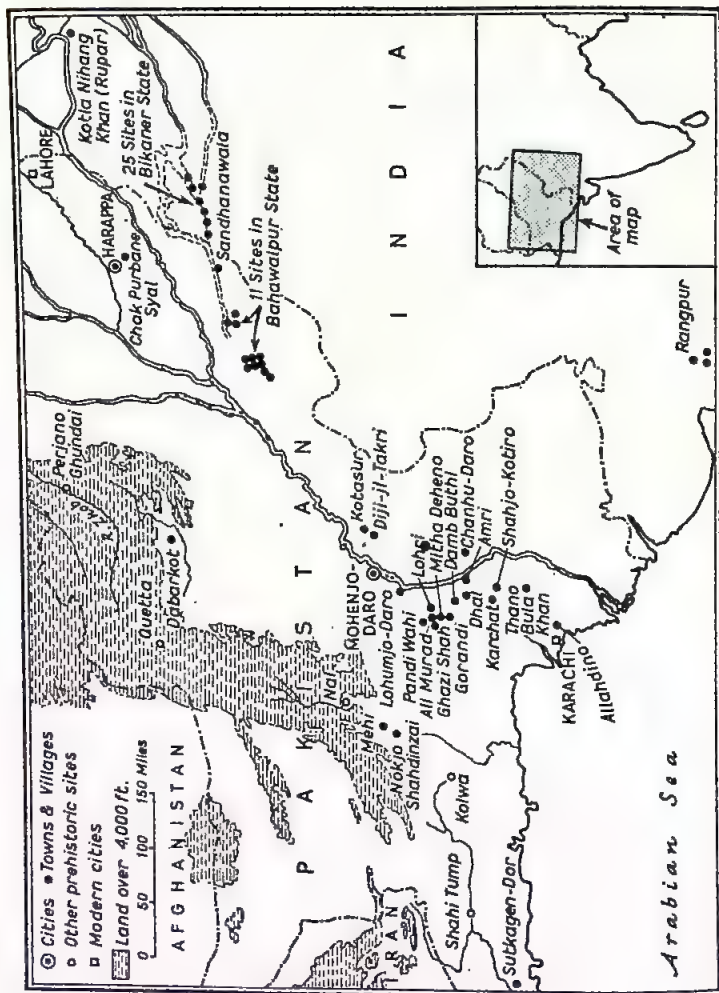 Cities
Towns & Villages
Other prehistoric sites
Modern cities
Land over 4,000 ft.
0 50 100 150 Miles
AFGHANISTAN
IRAN
PAKISTAN
INDIA
Arabian Sea
Perjano
Ghundai
R. Zhob
Quetta
Dabarkot
LAHORE
Kotla Nihang
Khan (Rupar)
HARAPPA
Chak Purbane
Syal
25 Sites in
Bikaner State
Sandhanawala
11 Sites in
Bahawalpur State
Nal
Mehi
Nokjo
Shahdinzai
Kolwa
Shahi Tump
Sutkagen-Dor
MOHENJO-
DARO
Kotasur
Diji-ji-Takri
Lohumjo-Daro
Lohri
Pandi Wahi
Ali Murad
Ghazi Shah
Gorandi
Mitha Deheno
Damb Buthi
Chanhu-Daro
Amri
Dhal
Shahjo-Kotiro
Karchat
Thano
Bula
Khan
KARACHI
Allahdino
Rangpur
Area of
map